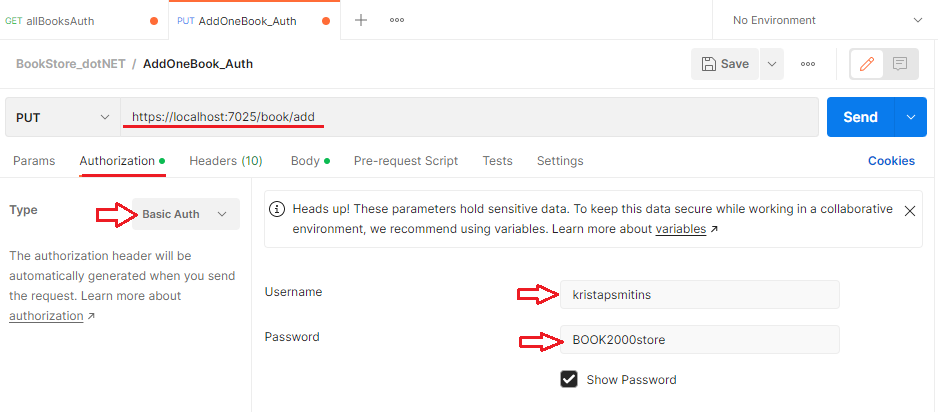 GET allBooksAuth
PUT AddOneBook_Auth
No Environment
BookStore_dotNET / AddOneBook_Auth
Save
PUT
https://localhost:7025/book/add
Send
Params Authorization Headers (10) Body Pre-request Script Tests Settings Cookies
Type
Basic Auth
The authorization header will be
automatically generated when you send
the request. Learn more about
authorization ↗
Heads up! These parameters hold sensitive data. To keep this data secure while working in a collaborative
environment, we recommend using variables. Learn more about variables ↗
Username
kristapsmitins
Password
BOOK2000store
Show Password